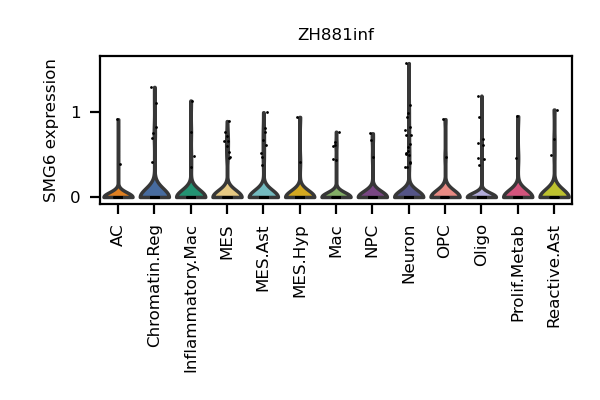 ZH881inf
SMG6 expression
1
0
AC
Chromatin.Reg
Inflammatory.Mac
MES
MES.Ast
MES.Hyp
Mac
NPC
Neuron
OPC
Oligo
Prolif.Metab
Reactive.Ast